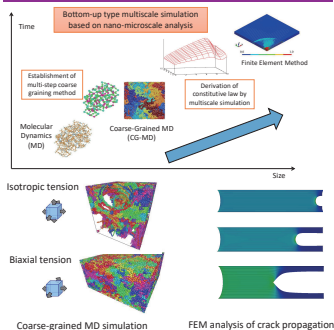 Time
Bottom-up type multiscale simulation
based on nano-microscale analysis
Finite Element Method
Establishment of
multi-step coarse
graining method
Derivation of
constitutive law by
multiscale simulation
Molecular
Dynamics
(MD)
Coarse-Grained MD
(CG-MD)
Size
Isotropic tension
Biaxial tension
Coarse-grained MD simulation
FEM analysis of crack propagation